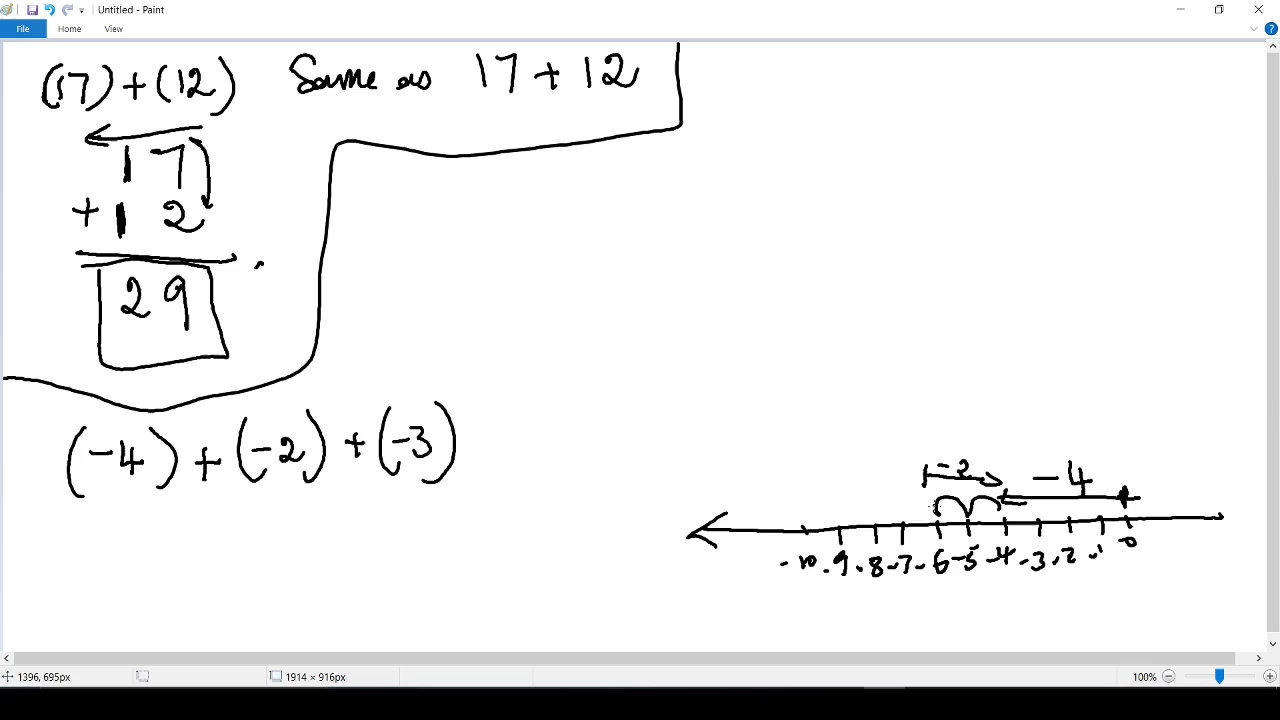 Untitled - Paint
File Home View
(17) + (12) Same as 17 + 12
17
+ 12
29
(-4) + (-2) + (-3)
-2 -4
-10 -9 -8 -7 -6 -5 -4 -3 -2 -1 -0
1396, 695px 1914 × 916px 100%